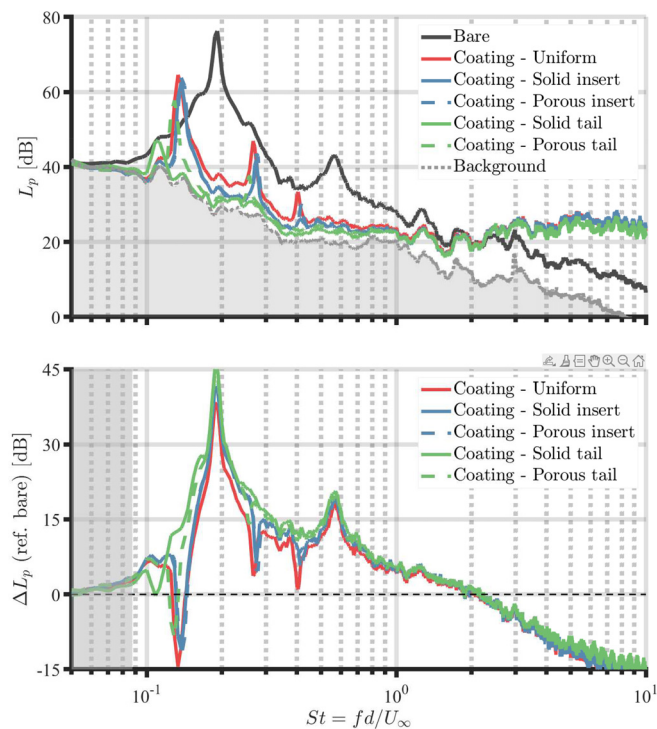 80
60
40
20
0
L_p [dB]
Bare
Coating - Uniform
Coating - Solid insert
Coating - Porous insert
Coating - Solid tail
Coating - Porous tail
Background
45
30
15
0
-15
ΔL_p (ref. bare) [dB]
Coating - Uniform
Coating - Solid insert
Coating - Porous insert
Coating - Solid tail
Coating - Porous tail
10^-1
10^0
10^1
St = fd/U_∞